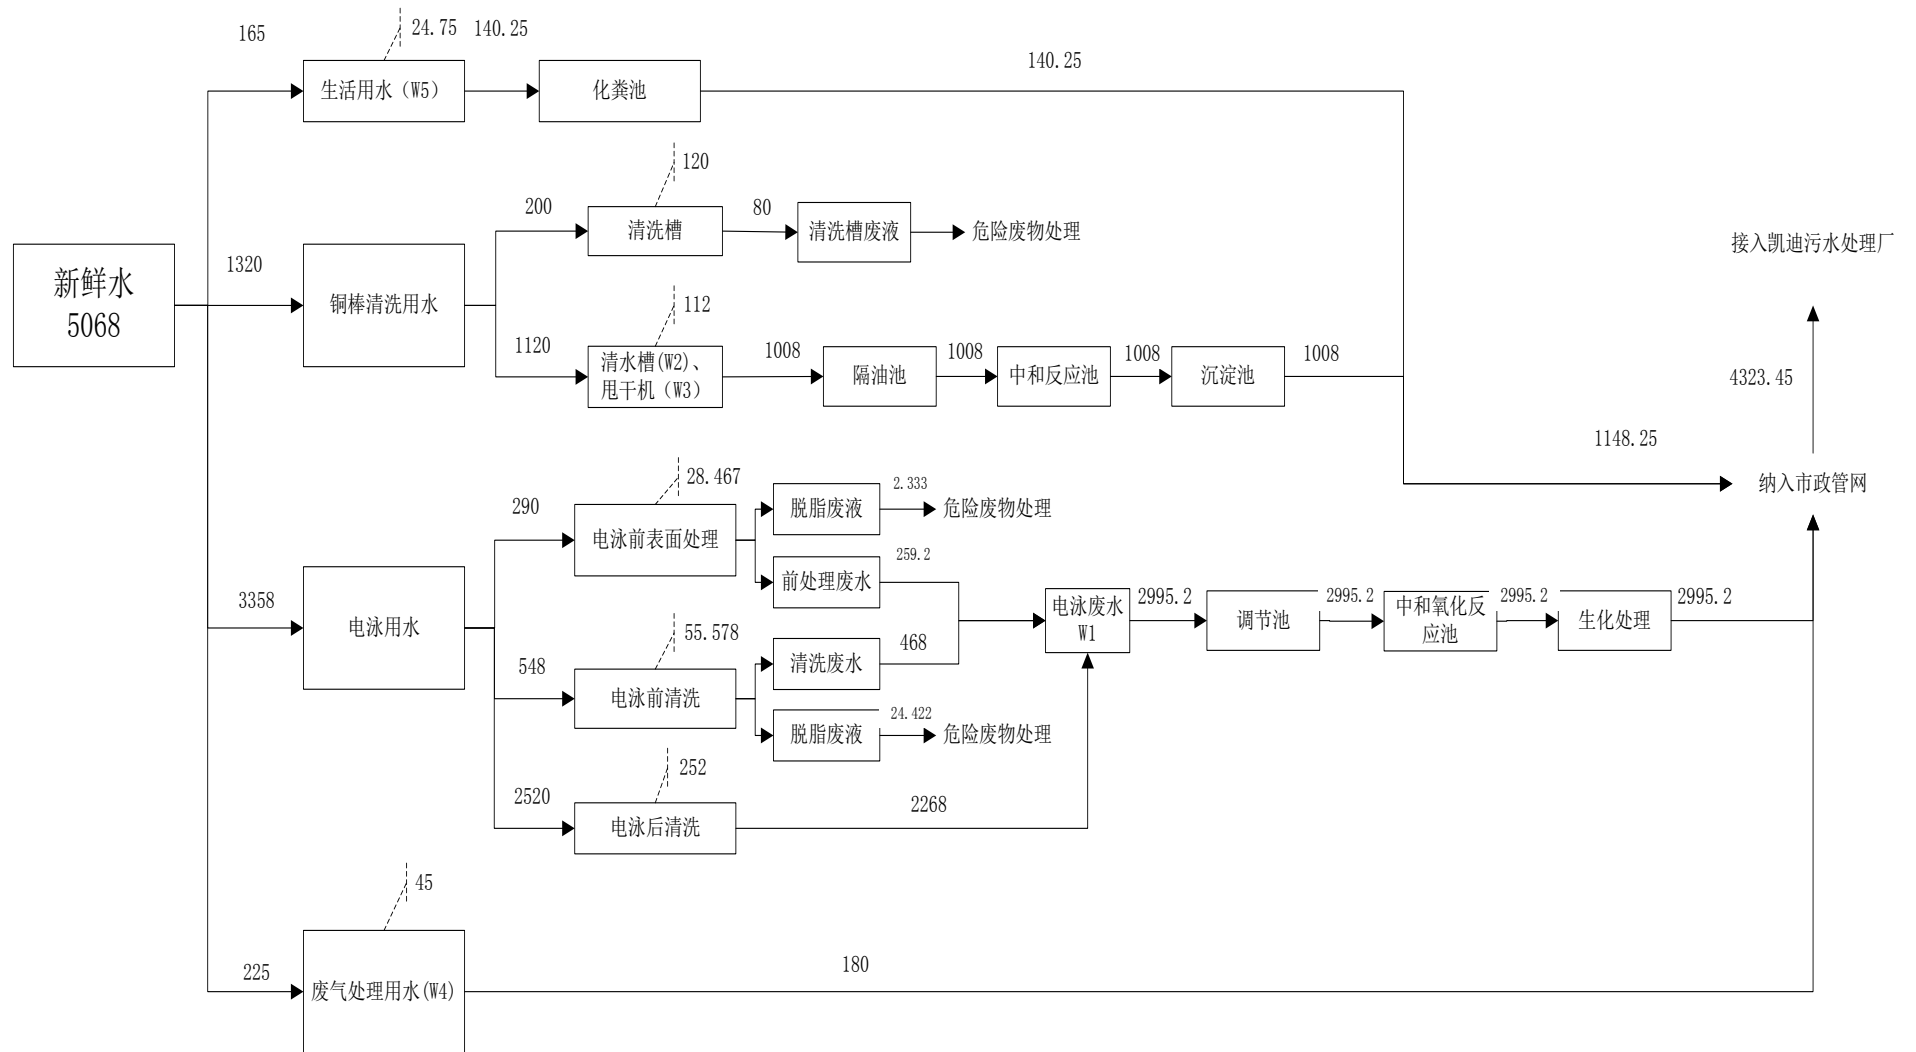 165
24.75
140.25
生活用水（W5）
化粪池
140.25
120
200
清洗槽
80
清洗槽废液
危险废物处理
新鲜水
5068
1320
铜棒清洗用水
112
1120
清水槽(W2)、
甩干机（W3）
1008
隔油池
1008
中和反应池
1008
沉淀池
1008
接入凯迪污水处理厂
4323.45
1148.25
纳入市政管网
28.467
290
电泳前表面处理
脱脂废液
2.333
危险废物处理
前处理废水
259.2
3358
电泳用水
55.578
548
电泳前清洗
清洗废水
468
脱脂废液
24.422
危险废物处理
电泳废水
W1
2995.2
调节池
2995.2
中和氧化反
应池
2995.2
生化处理
2995.2
252
2520
电泳后清洗
2268
45
225
废气处理用水(W4)
180